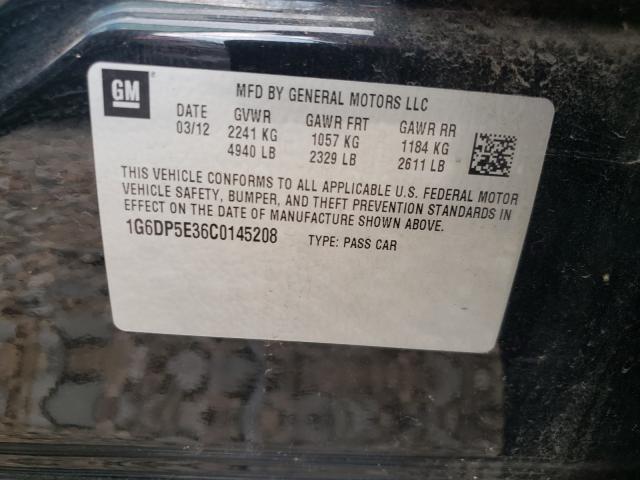 GM
®
MFD BY GENERAL MOTORS LLC
DATE GVWR GAWR FRT GAWR RR
03/12 2241 KG 1057 KG 1184 KG
4940 LB 2329 LB 2611 LB
THIS VEHICLE CONFORMS TO ALL APPLICABLE U.S. FEDERAL MOTOR
VEHICLE SAFETY, BUMPER, AND THEFT PREVENTION STANDARDS IN
EFFECT ON THE DATE OF MANUFACTURE SHOWN ABOVE.
1G6DP5E36C0145208 TYPE: PASS CAR